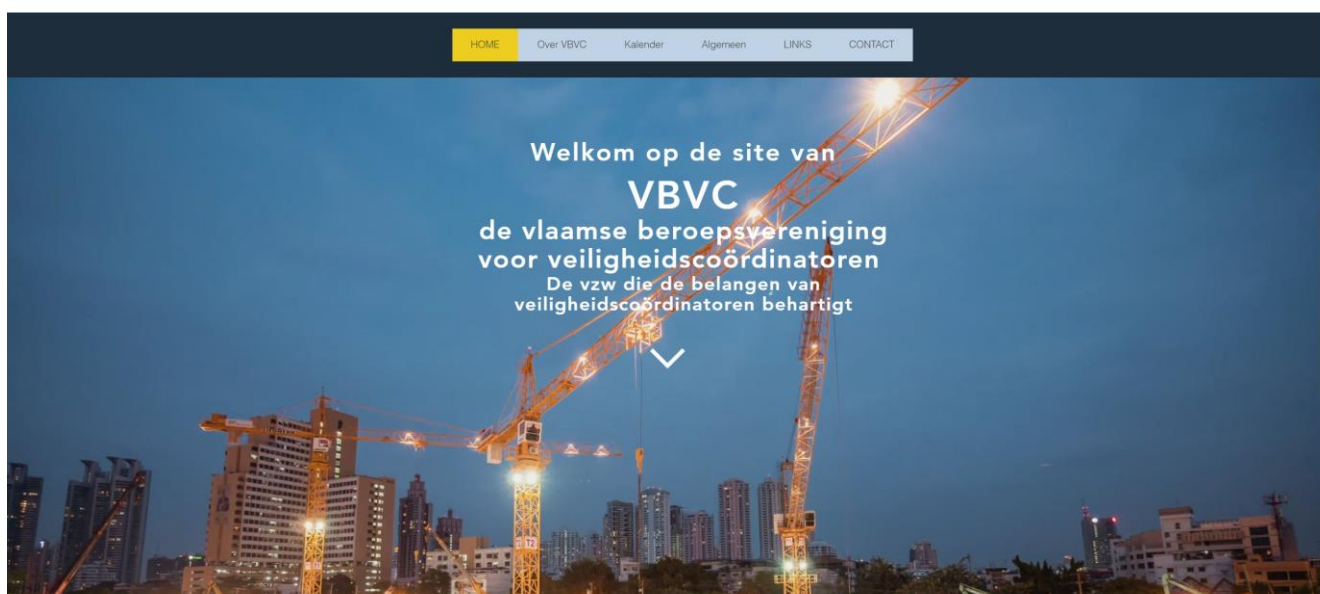 HOME Over VBVC Kalender Algemeen LINKS CONTACT
Welkom op de site van
VBVC
de vlaamse beroepsvereniging
voor veiligheidscoördinatoren
De vzw die de belangen van
veiligheidscoördinatoren behartigt
T2